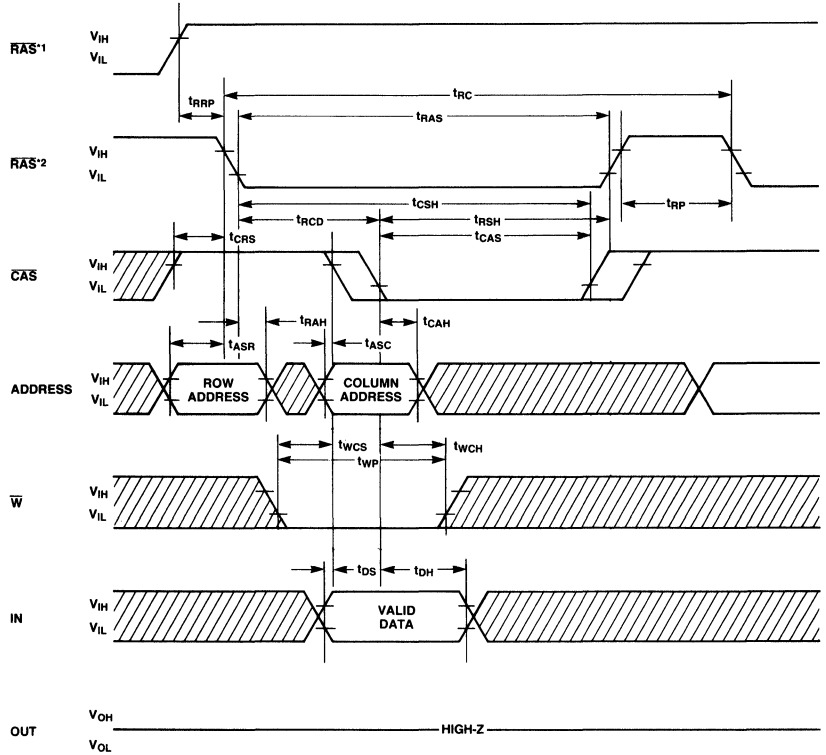 RAS*1
VIH
VIL
tRRP
tRC
tRAS
RAS*2
VIH
VIL
tCSH
tRP
tRCD
tRSH
tCRS
tCAS
CAS
VIH
VIL
tRAH
tCAH
tASR
tASC
ADDRESS
VIH
VIL
ROW
ADDRESS
COLUMN
ADDRESS
tWCS
tWCH
tWP
W
VIH
VIL
tDS
tDH
IN
VIH
VIL
VALID
DATA
OUT
VOH
HIGH-Z
VOL